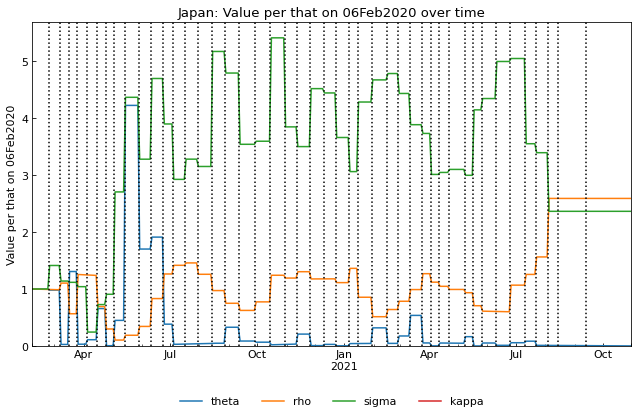 Japan: Value per that on 06Feb2020 over time
Value per that on 06Feb2020
5
4
3
2
1
0
Apr Jul Oct Jan Apr Jul Oct
2021
theta rho sigma kappa